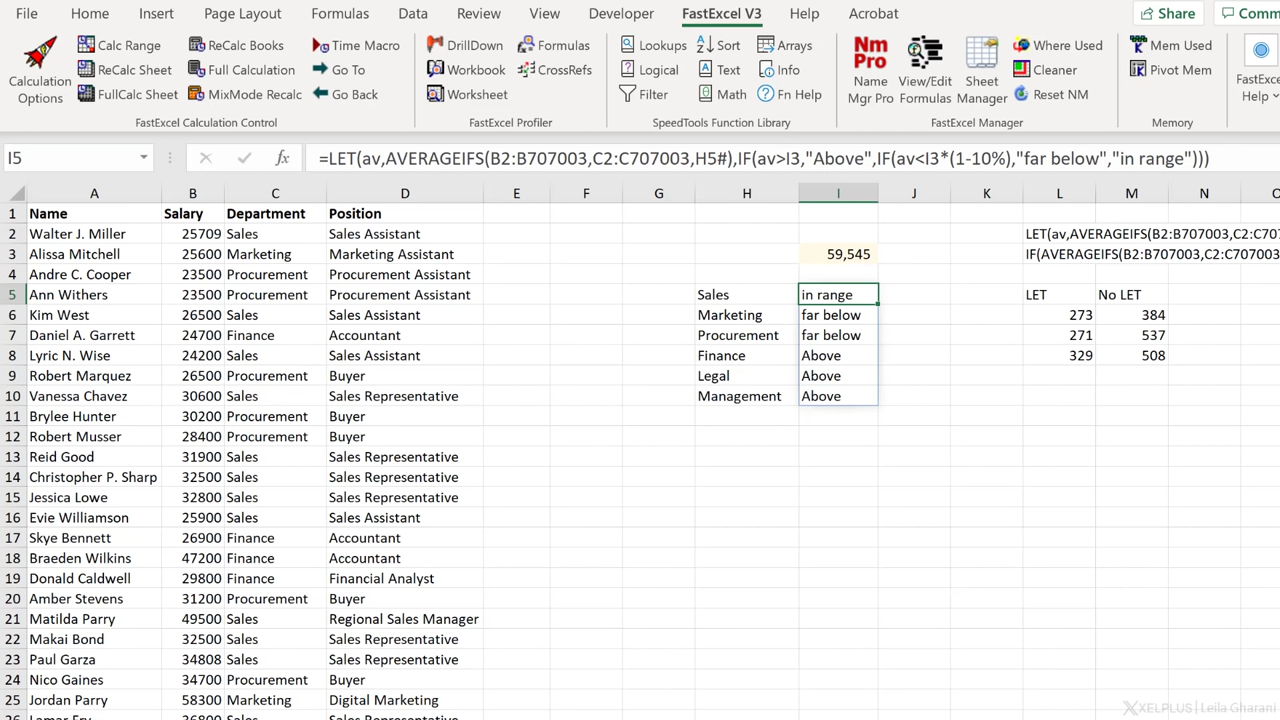 File Home Insert Page Layout Formulas Data Review View Developer FastExcel V3 Help Acrobat Share Comm
Calculation Options
Calc Range ReCalc Books Time Macro
ReCalc Sheet Full Calculation Go To
FullCalc Sheet MixMode Recalc Go Back
FastExcel Calculation Control
DrillDown Formulas
Workbook CrossRefs
Worksheet
FastExcel Profiler
Lookups Sort Arrays
Logical Text Info
Filter Math Fn Help
SpeedTools Function Library
Nm Pro
Name Mgr Pro
View/Edit Formulas
Sheet Manager
Where Used
Cleaner
Reset NM
FastExcel Manager
Mem Used
Pivot Mem
Memory
FastExcel Help
I5 fx =LET(av,AVERAGEIFS(B2:B707003,C2:C707003,H5#),IF(av>I3,"Above",IF(av<I3*(1-10%),"far below","in range")))
A B C D E F G H I J K L M N O
1 Name Salary Department Position
2 Walter J. Miller 25709 Sales Sales Assistant LET(av,AVERAGEIFS(B2:B707003,C2:C707
3 Alissa Mitchell 25600 Marketing Marketing Assistant 59,545 IF(AVERAGEIFS(B2:B707003,C2:C707003
4 Andre C. Cooper 23500 Procurement Procurement Assistant
5 Ann Withers 23500 Procurement Procurement Assistant Sales in range LET No LET
6 Kim West 26500 Sales Sales Assistant Marketing far below 273 384
7 Daniel A. Garrett 24700 Finance Accountant Procurement far below 271 537
8 Lyric N. Wise 24200 Sales Sales Assistant Finance Above 329 508
9 Robert Marquez 26500 Procurement Buyer Legal Above
10 Vanessa Chavez 30600 Sales Sales Representative Management Above
11 Brylee Hunter 30200 Procurement Buyer
12 Robert Musser 28400 Procurement Buyer
13 Reid Good 31900 Sales Sales Representative
14 Christopher P. Sharp 32500 Sales Sales Representative
15 Jessica Lowe 32800 Sales Sales Representative
16 Evie Williamson 25900 Sales Sales Assistant
17 Skye Bennett 26900 Finance Accountant
18 Braeden Wilkins 47200 Finance Accountant
19 Donald Caldwell 29800 Finance Financial Analyst
20 Amber Stevens 31200 Procurement Buyer
21 Matilda Parry 49500 Sales Regional Sales Manager
22 Makai Bond 32500 Sales Sales Representative
23 Paul Garza 34808 Sales Sales Representative
24 Nico Gaines 34700 Procurement Buyer
25 Jordan Parry 58300 Marketing Digital Marketing
XELPLUS | Leila Gharani